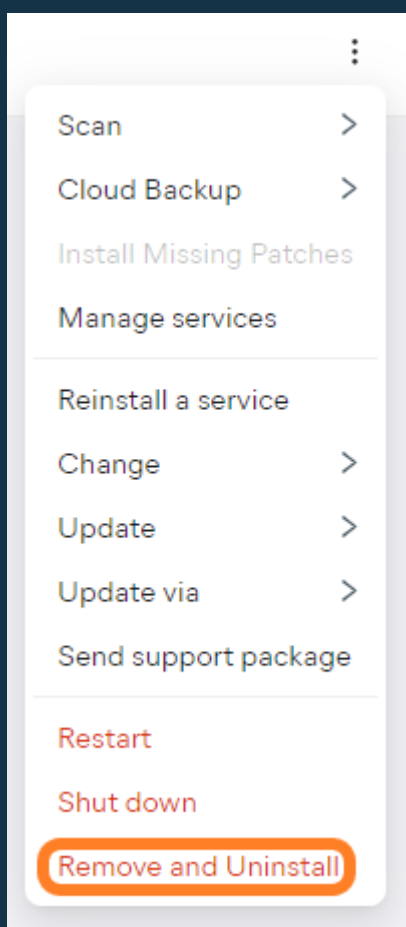 Scan
Cloud Backup
Install Missing Patches
Manage services
Reinstall a service
Change
Update
Update via
Send support package
Restart
Shut down
Remove and Uninstall